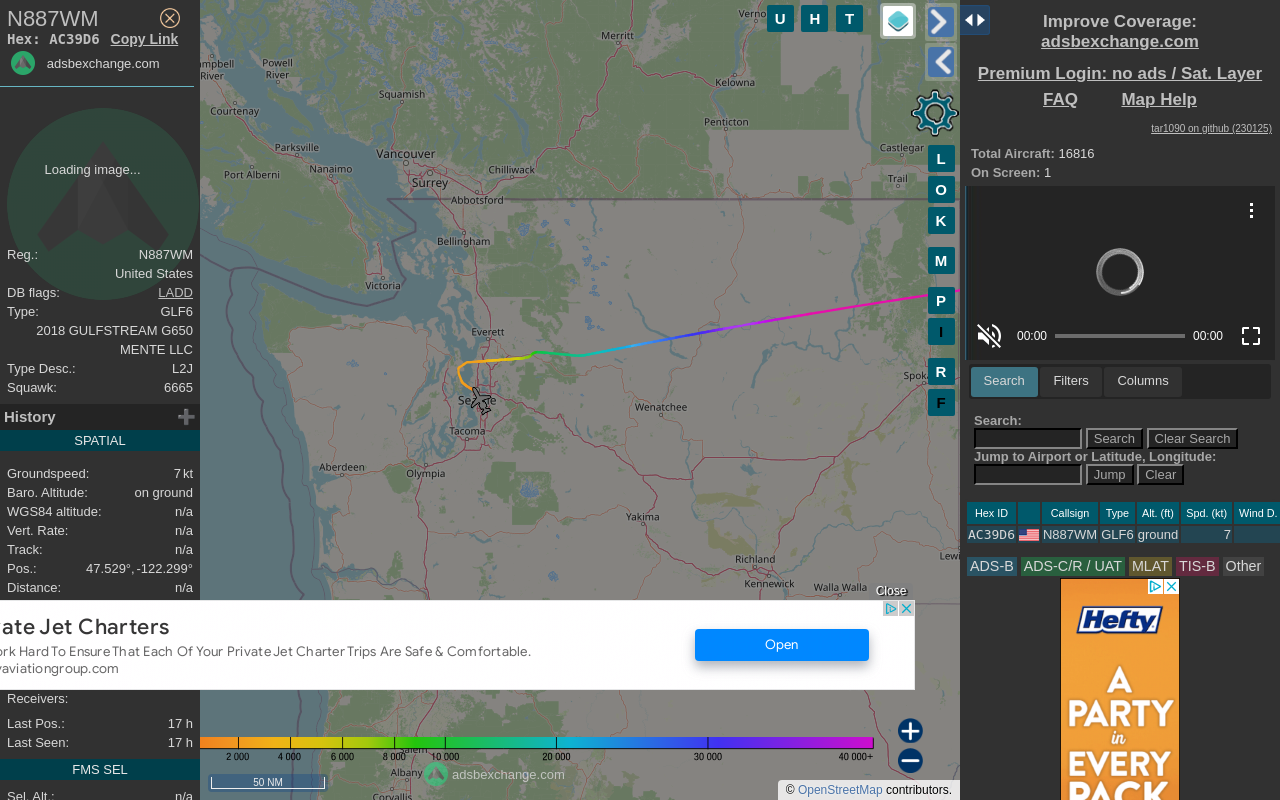 N887WM
Hex: AC39D6 Copy Link
adsbexchange.com
Loading image...
Reg.: N887WM
United States
DB flags: LADD
Type: GLF6
2018 GULFSTREAM G650
MENTE LLC
Type Desc.: L2J
Squawk: 6665
History
SPATIAL
Groundspeed: 7 kt
Baro. Altitude: on ground
WGS84 altitude: n/a
Vert. Rate: n/a
Track: n/a
Pos.: 47.529°, -122.299°
Distance: n/a
Close
ate Jet Charters
ork Hard To Ensure That Each Of Your Private Jet Charter Trips Are Safe & Comfortable.
vaviationgroup.com
Open
Receivers:
Last Pos.: 17 h
Last Seen: 17 h
FMS SEL
Sel. Alt.: n/a
U H T
L
O
K
M
P
I
R
F
Merritt
Powell River
Campbell River
Squamish
Kelowna
Courtenay
Penticton
Parksville
Vancouver
Castlegar
Port Alberni
Nanaimo
Chilliwack
Surrey
Trail
Abbotsford
Bellingham
Victoria
Everett
Wenatchee
Tacoma
Aberdeen
Olympia
Yakima
Richland
Kennewick
Walla Walla
Albany
Corvallis
2 000 4 000 6 000 8 000 10 000 20 000 30 000 40 000+
adsbexchange.com
50 NM
© OpenStreetMap contributors.
Improve Coverage:
adsbexchange.com
Premium Login: no ads / Sat. Layer
FAQ Map Help
tar1090 on github (230125)
Total Aircraft: 16816
On Screen: 1
00:00 00:00
Search Filters Columns
Search:
Search Clear Search
Jump to Airport or Latitude, Longitude:
Jump Clear
Hex ID Callsign Type Alt. (ft) Spd. (kt) Wind D.
AC39D6 N887WM GLF6 ground 7
ADS-B ADS-C/R / UAT MLAT TIS-B Other
Hefty
A
PARTY
in
EVERY
PACK